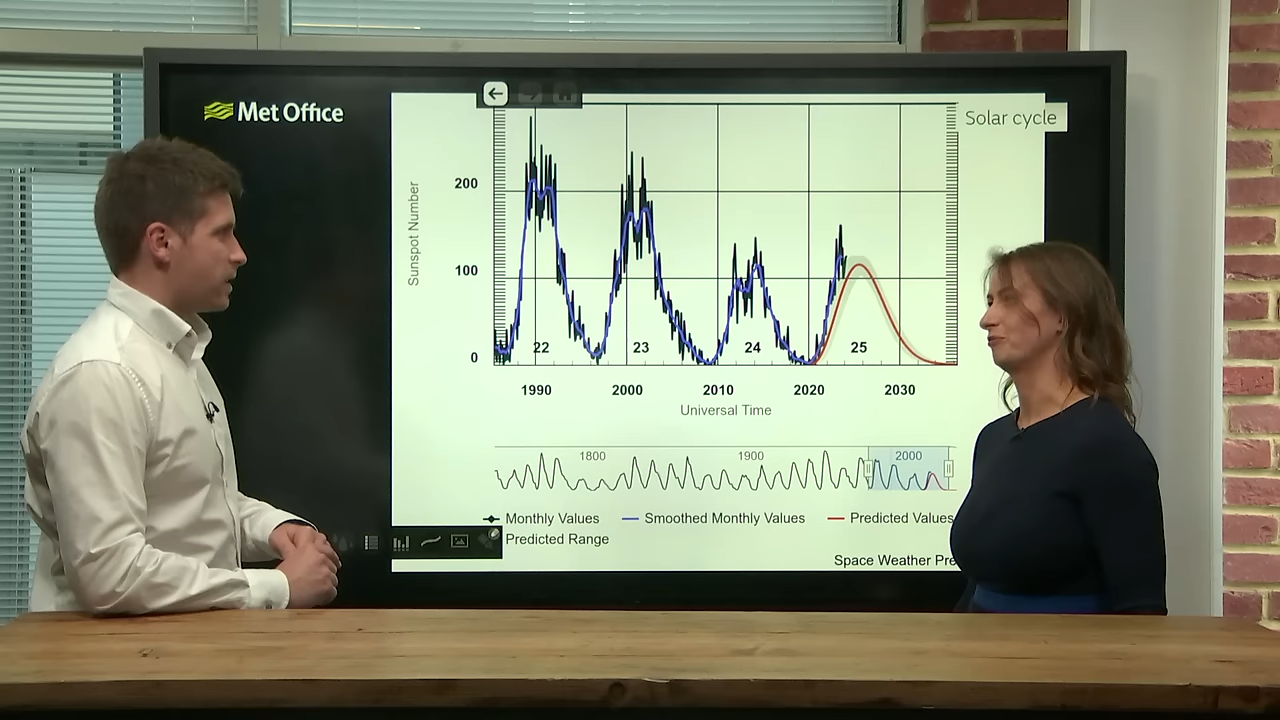 Met Office
Solar cycle
Sunspot Number
200
100
0
22 23 24 25
1990 2000 2010 2020 2030
Universal Time
1800 1900 2000
Monthly Values Smoothed Monthly Values Predicted Values
Predicted Range
Space Weather